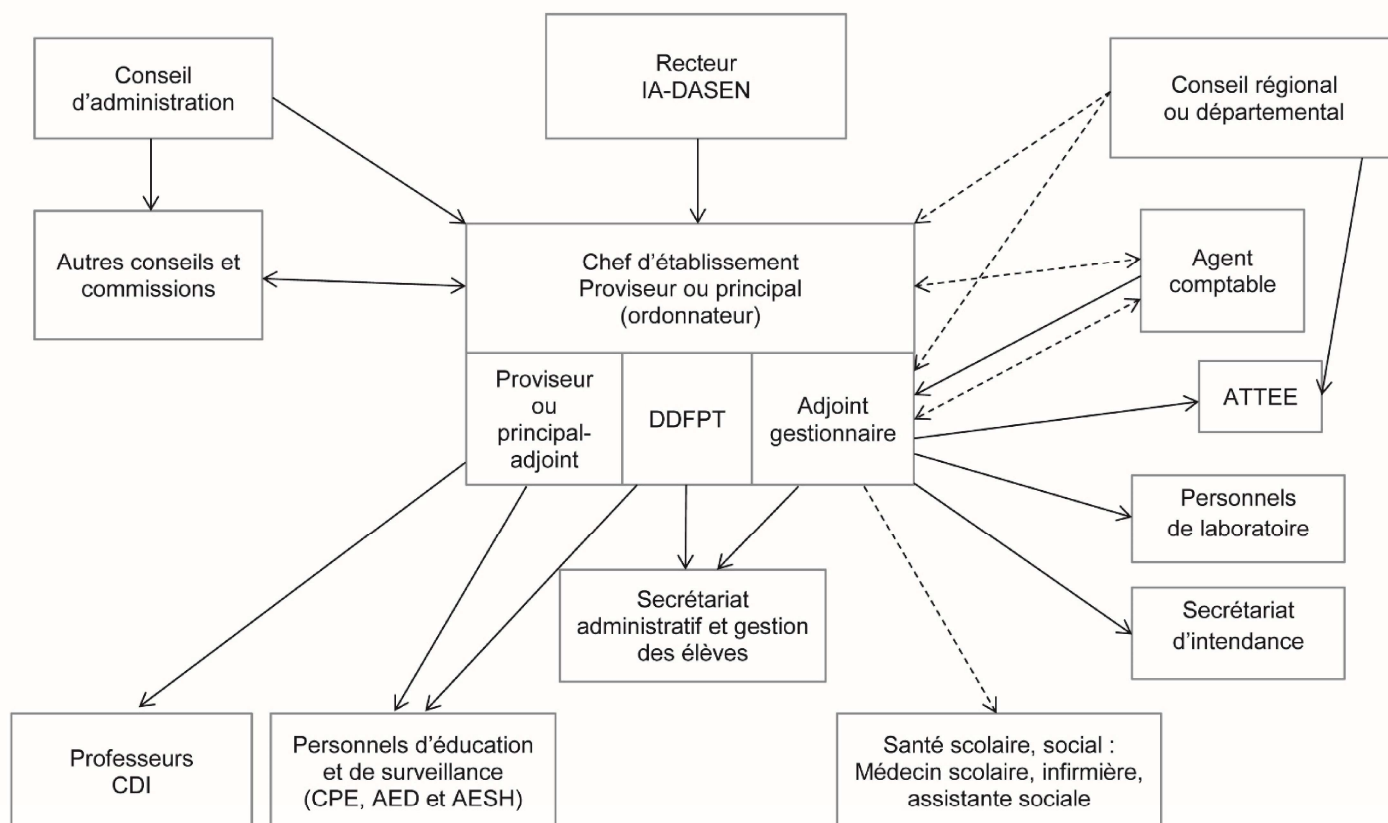 Conseil
d'administration
Recteur
IA-DASEN
Conseil régional
ou départemental
Autres conseils et
commissions
Chef d'établissement
Proviseur ou principal
(ordonnateur)
Agent
comptable
Proviseur
ou
principal-
adjoint
DDFPT
Adjoint
gestionnaire
ATTEE
Personnels
de laboratoire
Secrétariat
administratif et gestion
des élèves
Secrétariat
d'intendance
Professeurs
CDI
Personnels d'éducation
et de surveillance
(CPE, AED et AESH)
Santé scolaire, social :
Médecin scolaire, infirmière,
assistante sociale